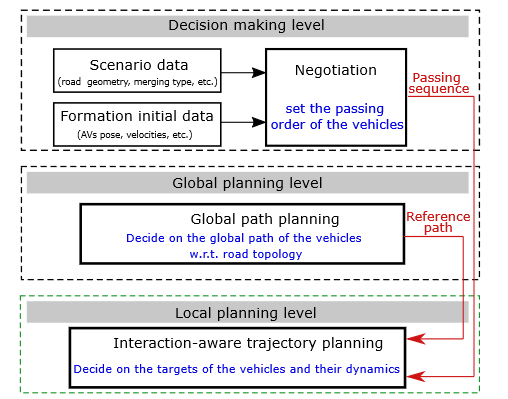 Decision making level
Scenario data
(road geometry, merging type, etc.)
Formation initial data
(AVs pose, velocities, etc.)
Negotiation
set the passing
order of the vehicles
Passing
sequence
Global planning level
Global path planning
Decide on the global path of the vehicles
w.r.t. road topology
Reference
path
Local planning level
Interaction-aware trajectory planning
Decide on the targets of the vehicles and their dynamics